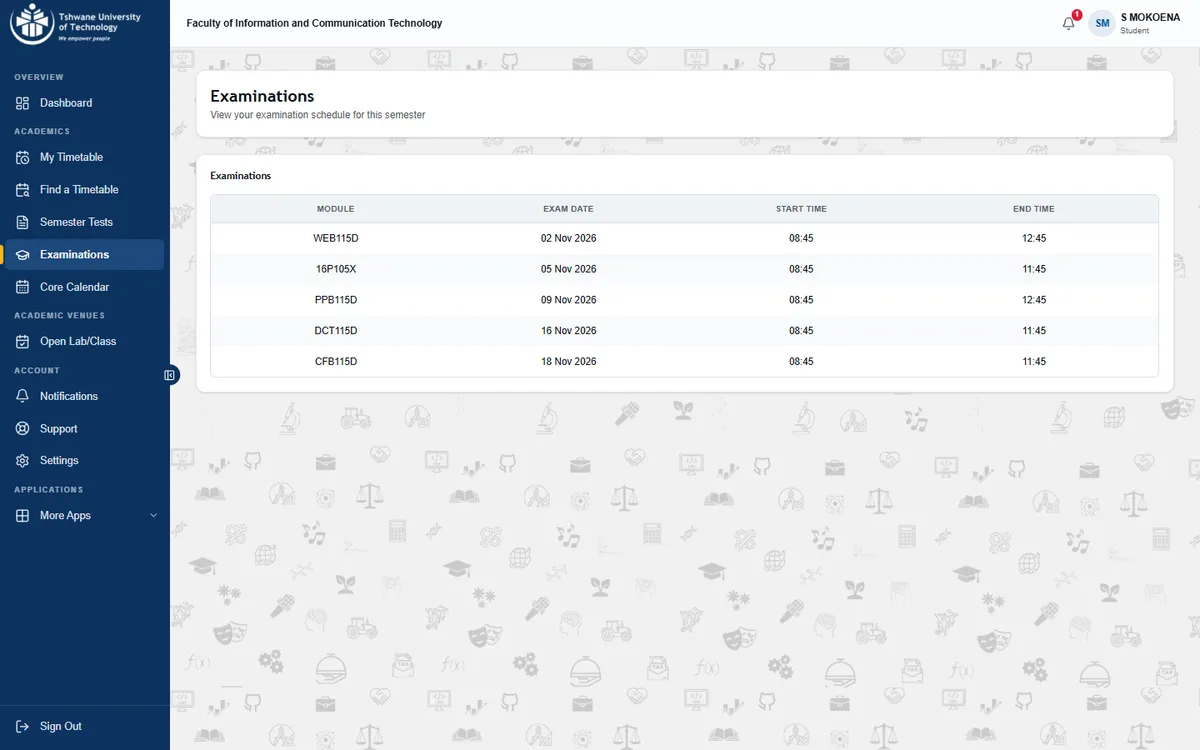 Tshwane University
of Technology
We empower people
Faculty of Information and Communication Technology
1
SM
S MOKOENA
Student
OVERVIEW
Dashboard
ACADEMICS
My Timetable
Find a Timetable
Semester Tests
Examinations
Core Calendar
ACADEMIC VENUES
Open Lab/Class
ACCOUNT
Notifications
Support
Settings
APPLICATIONS
More Apps
Sign Out
Examinations
View your examination schedule for this semester
Examinations
MODULE EXAM DATE START TIME END TIME
WEB115D 02 Nov 2026 08:45 12:45
16P105X 05 Nov 2026 08:45 11:45
PPB115D 09 Nov 2026 08:45 12:45
DCT115D 16 Nov 2026 08:45 11:45
CFB115D 18 Nov 2026 08:45 11:45